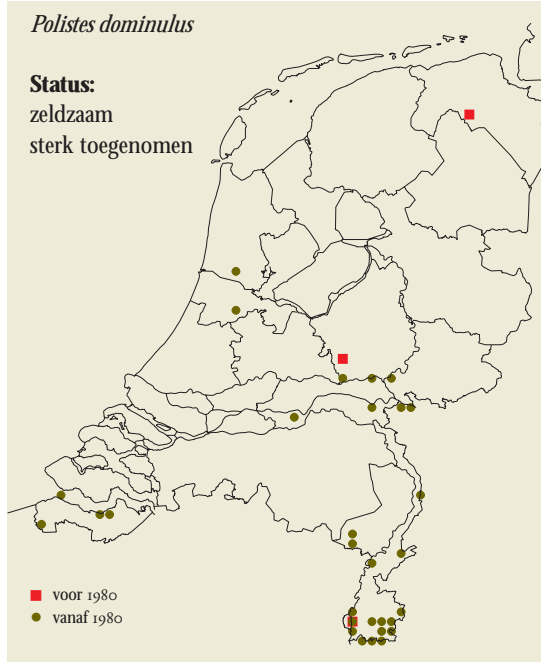 Polistes dominulus
Status:
zeldzaam
sterk toegenomen
voor 1980
vanaf 1980